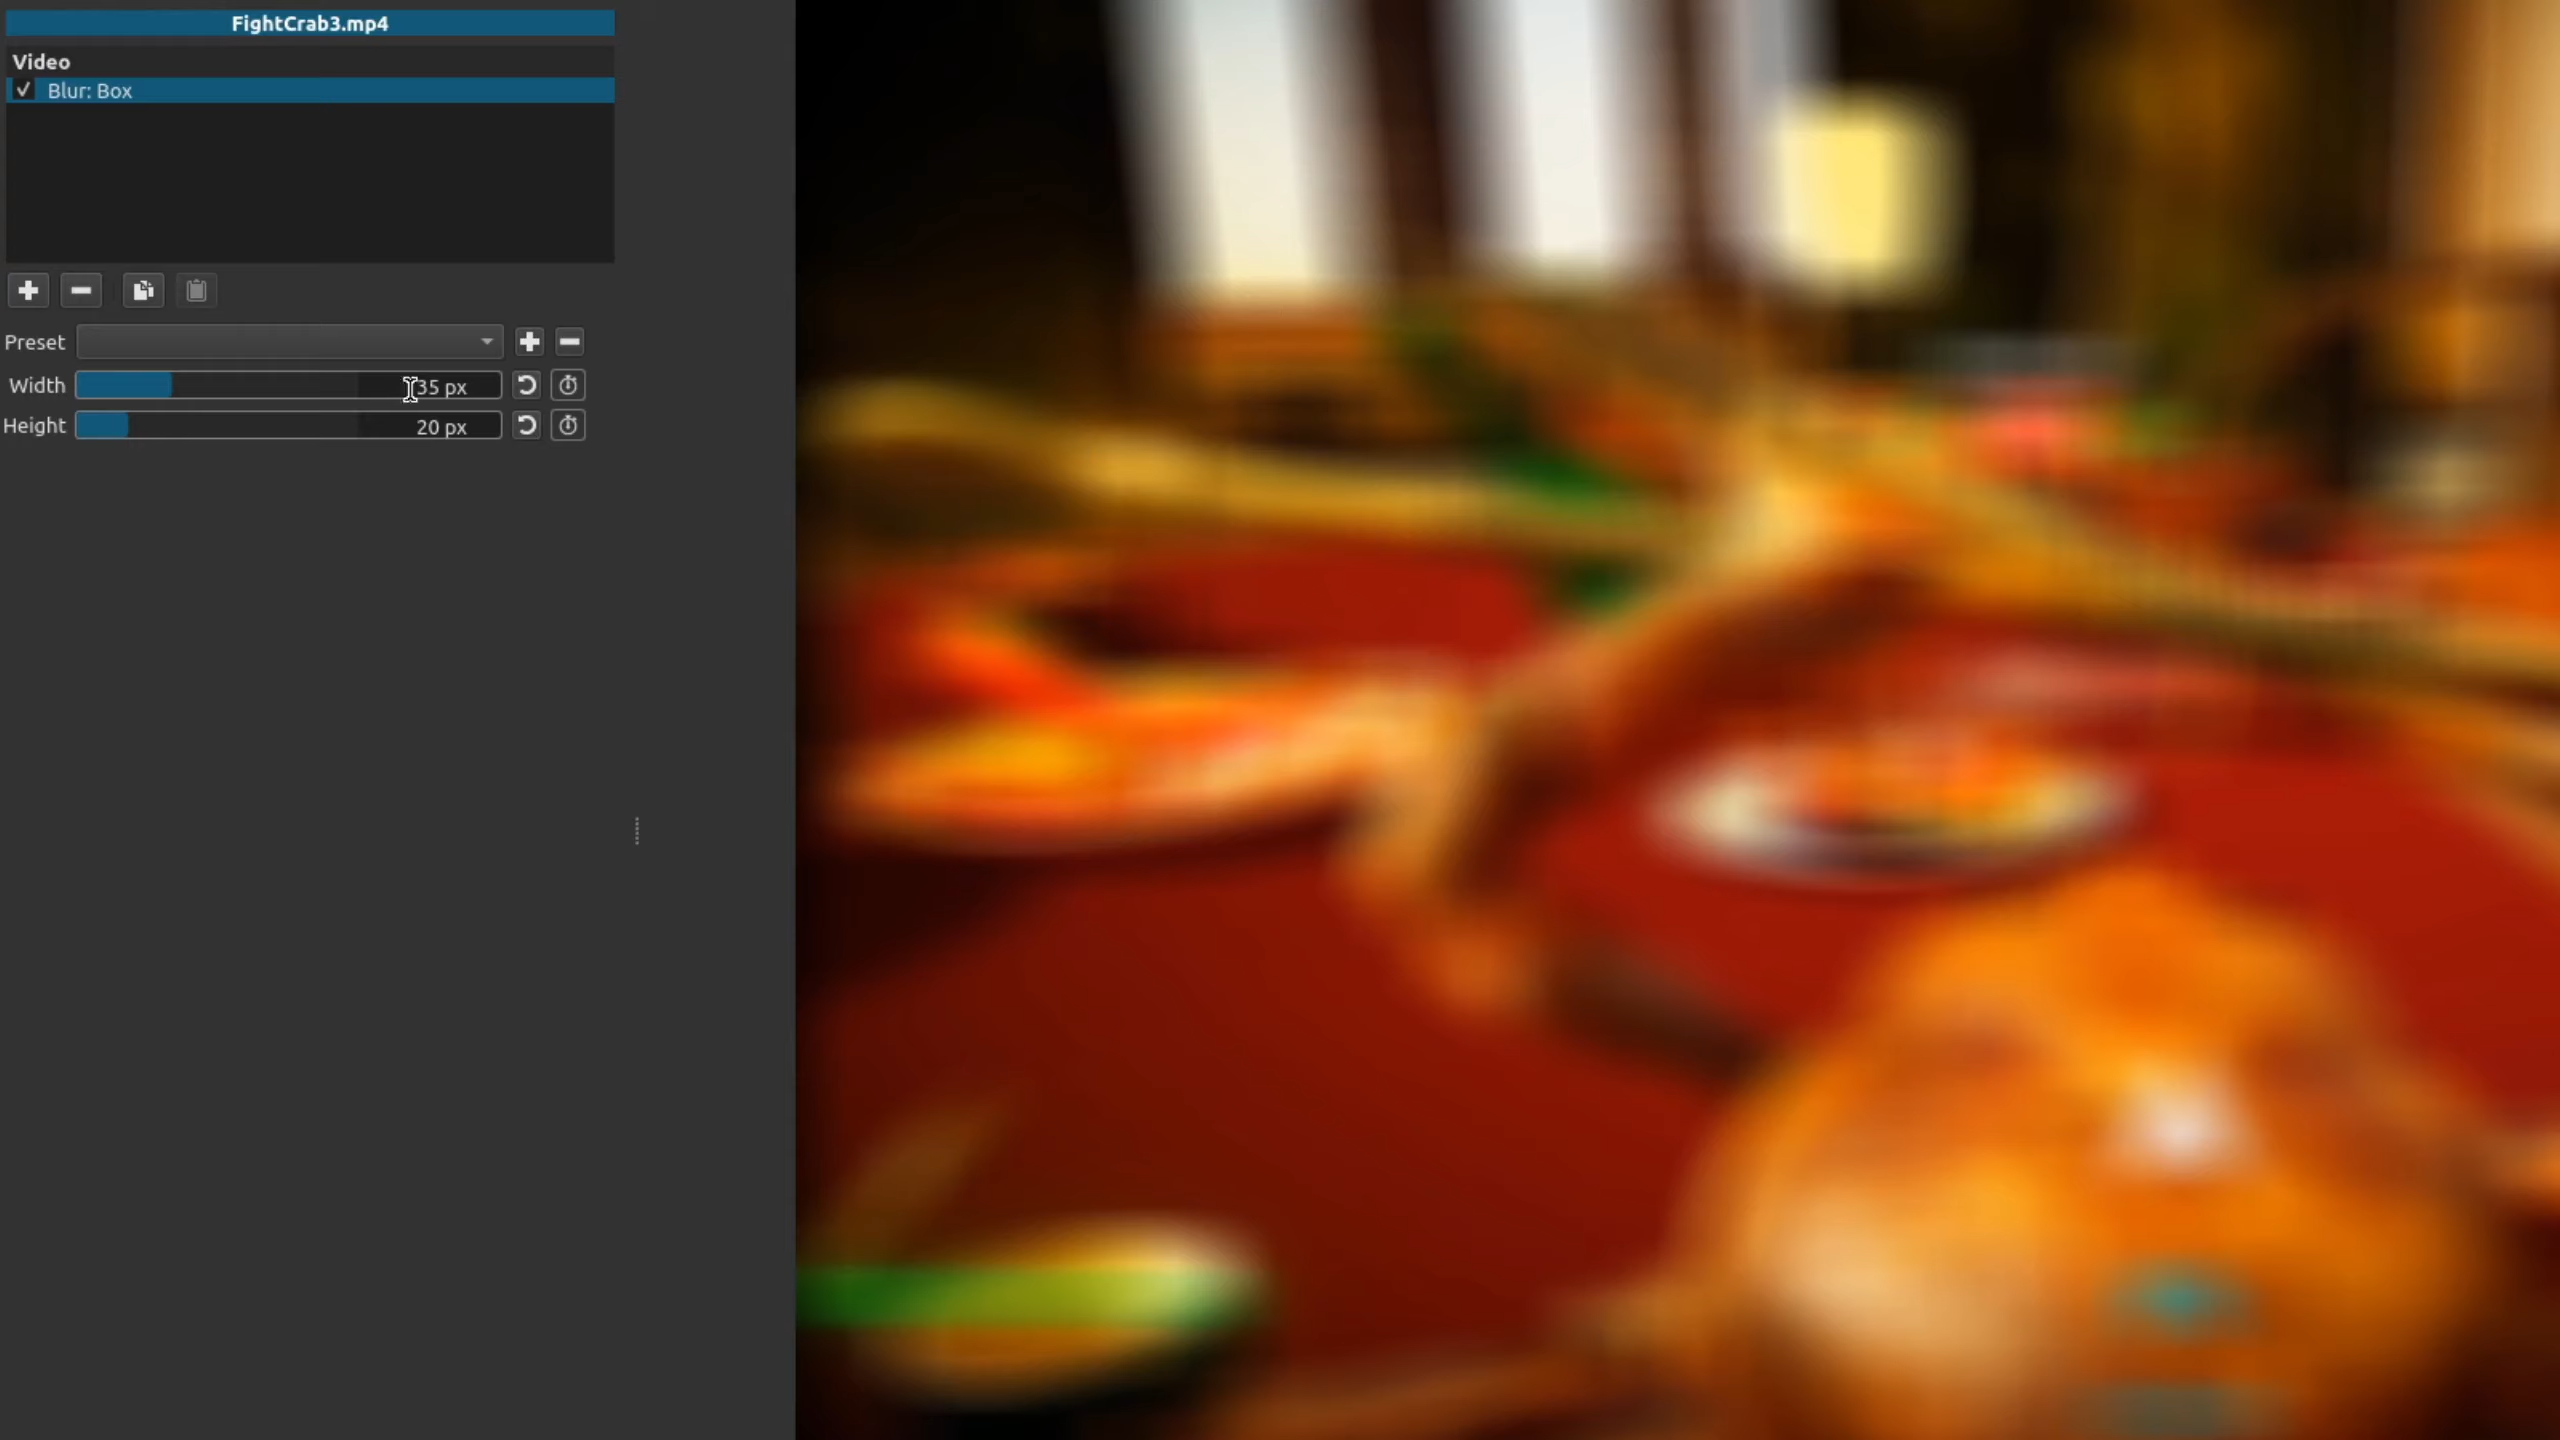 FightCrab3.mp4
Video
Blur: Box
Preset
Width 35 px
Height 20 px